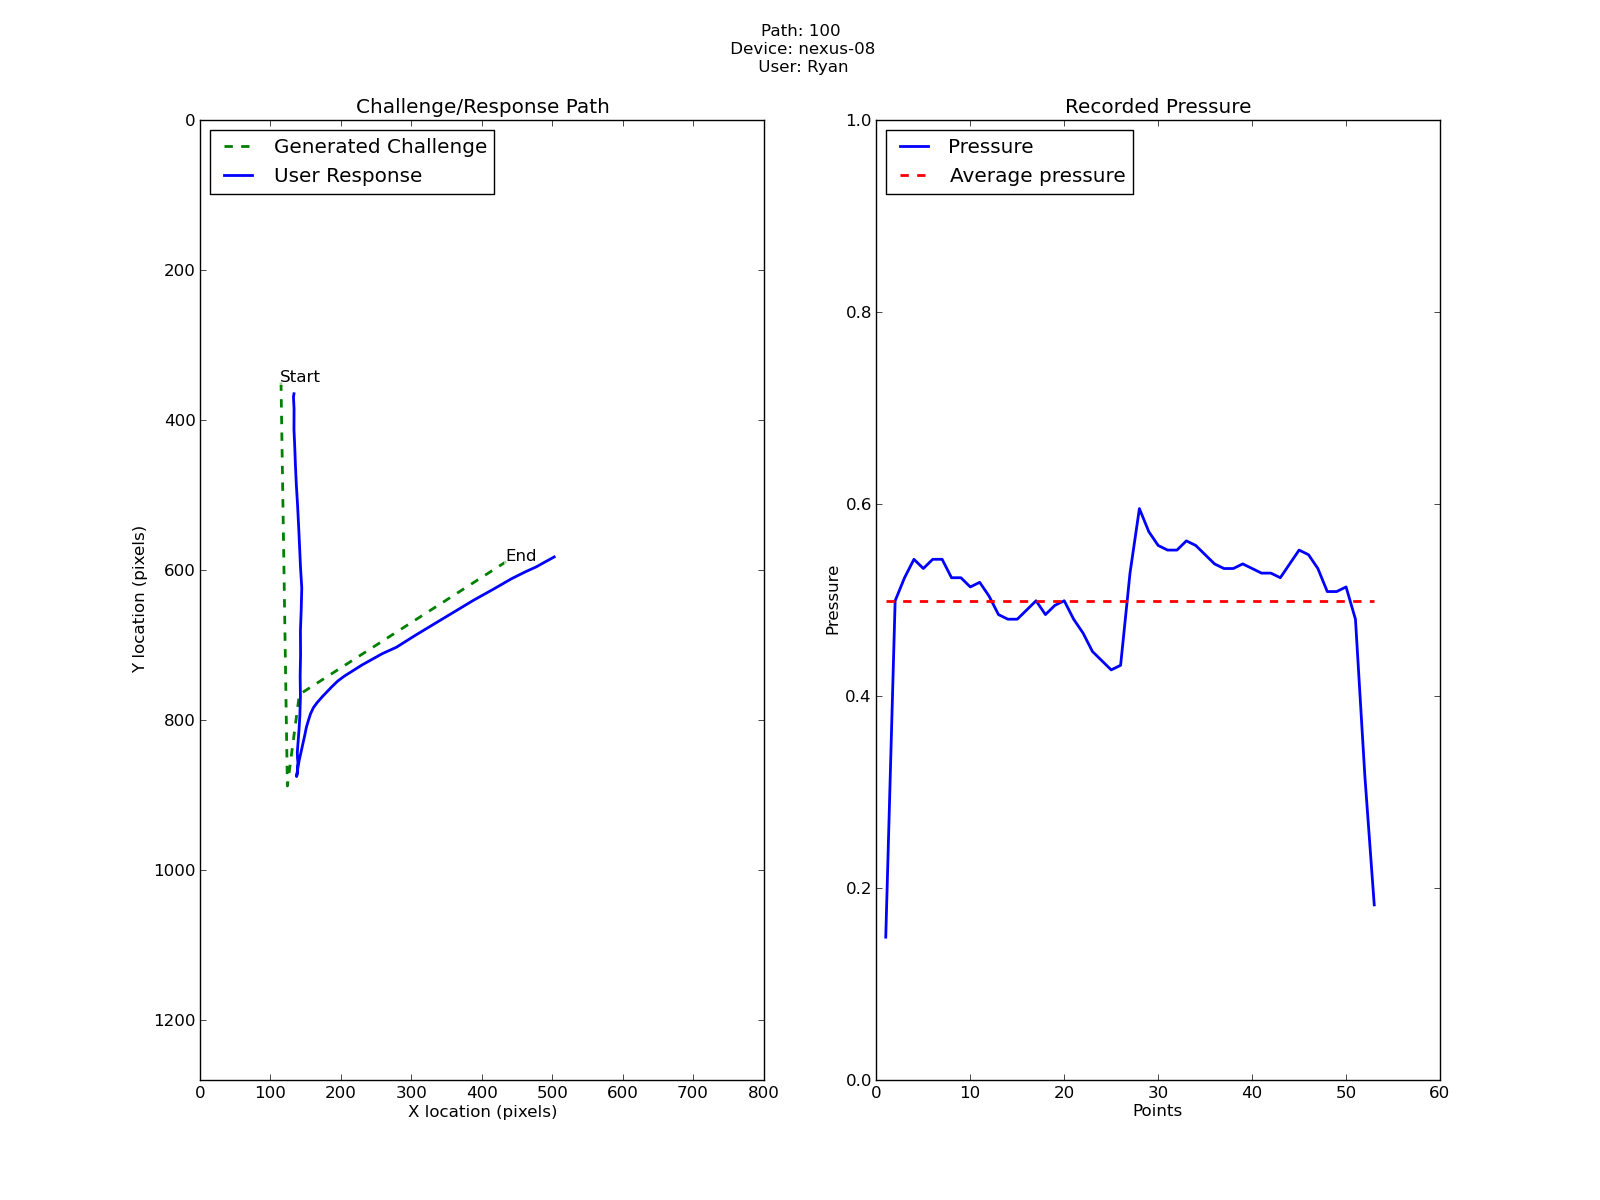 Path: 100
Device: nexus-08
User: Ryan
Challenge/Response Path
Generated Challenge
User Response
0
200
400
600
800
1000
1200
Y location (pixels)
Start
End
0 100 200 300 400 500 600 700 800
X location (pixels)
Recorded Pressure
Pressure
Average pressure
1.0
0.8
0.6
0.4
0.2
0.0
Pressure
0 10 20 30 40 50 60
Points